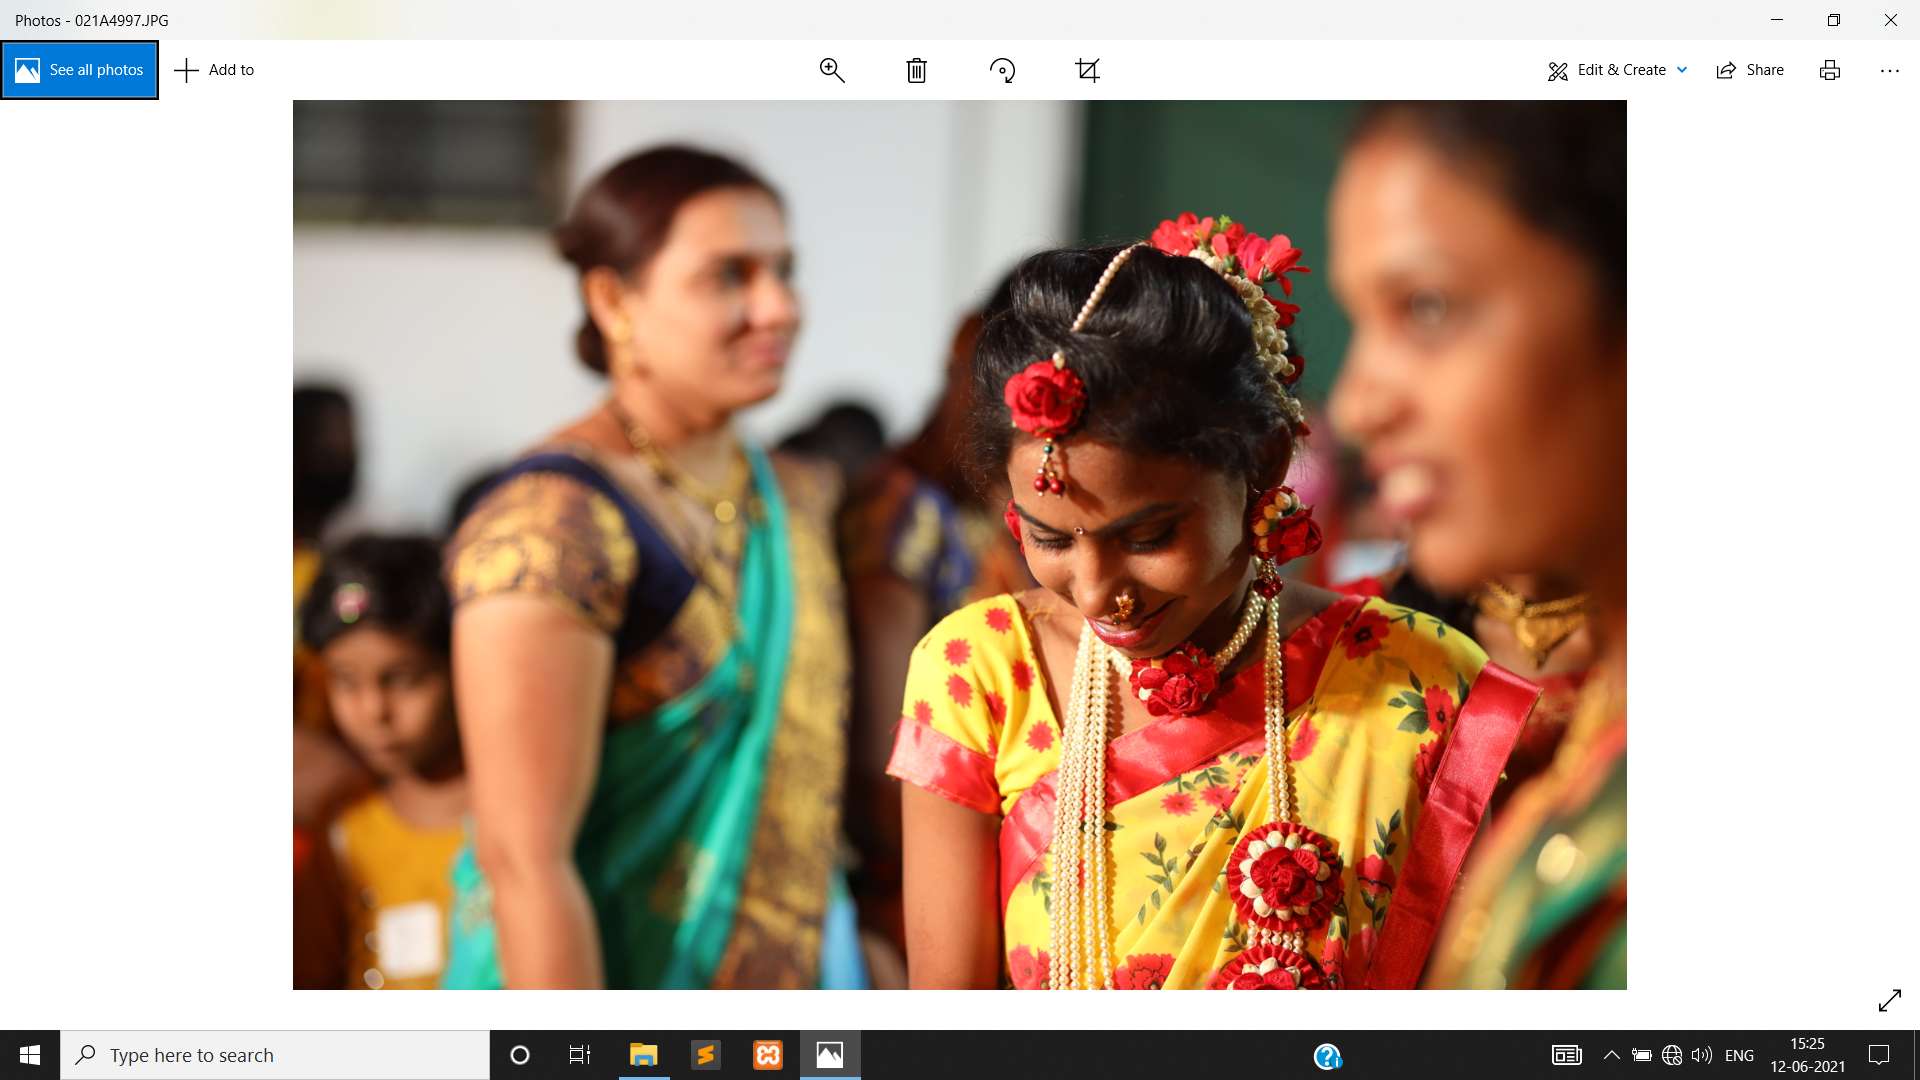 Photos - 021A4997.JPG
See all photos
Add to
Edit & Create
Share
Type here to search
ENG
15:25
12-06-2021